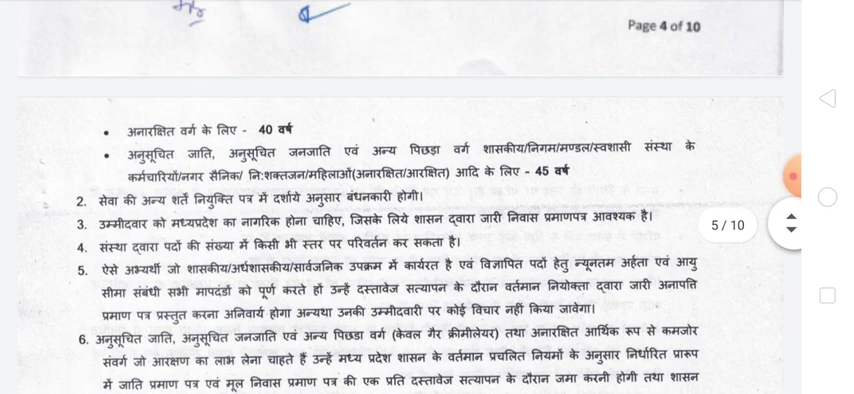 Page 4 of 10
• अनारक्षित वर्ग के लिए - 40 वर्ष
• अनुसूचित जाति, अनुसूचित जनजाति एवं अन्य पिछड़ा वर्ग शासकीय/निगम/मण्डल/स्वशासी संस्था के
कर्मचारियों/नगर सैनिक/ नि:शक्तजन/महिलाओं(अनारक्षित/आरक्षित) आदि के लिए - 45 वर्ष
2. सेवा की अन्य शर्तें नियुक्ति पत्र में दर्शाये अनुसार बंधनकारी होगी।
3. उम्मीदवार को मध्यप्रदेश का नागरिक होना चाहिए, जिसके लिये शासन द्वारा जारी निवास प्रमाणपत्र आवश्यक है।
4. संस्था द्वारा पदों की संख्या में किसी भी स्तर पर परिवर्तन कर सकता है।
5 / 10
5. ऐसे अभ्यर्थी जो शासकीय/अर्धशासकीय/सार्वजनिक उपक्रम में कार्यरत है एवं विज्ञापित पदों हेतु न्यूनतम अर्हता एवं आयु
सीमा संबंधी सभी मापदंडों को पूर्ण करते हों उन्हें दस्तावेज सत्यापन के दौरान वर्तमान नियोक्ता द्वारा जारी अनापत्ति
प्रमाण पत्र प्रस्तुत करना अनिवार्य होगा अन्यथा उनकी उम्मीदवारी पर कोई विचार नहीं किया जावेगा।
6. अनुसूचित जाति, अनुसूचित जनजाति एवं अन्य पिछडा वर्ग (केवल गैर क्रीमीलेयर) तथा अनारक्षित आर्थिक रूप से कमजोर
संवर्ग जो आरक्षण का लाभ लेना चाहते हैं उन्हें मध्य प्रदेश शासन के वर्तमान प्रचलित नियमों के अनुसार निर्धारित प्रारूप
में जाति प्रमाण पत्र एवं मूल निवास प्रमाण पत्र की एक प्रति दस्तावेज सत्यापन के दौरान जमा करनी होगी तथा शासन